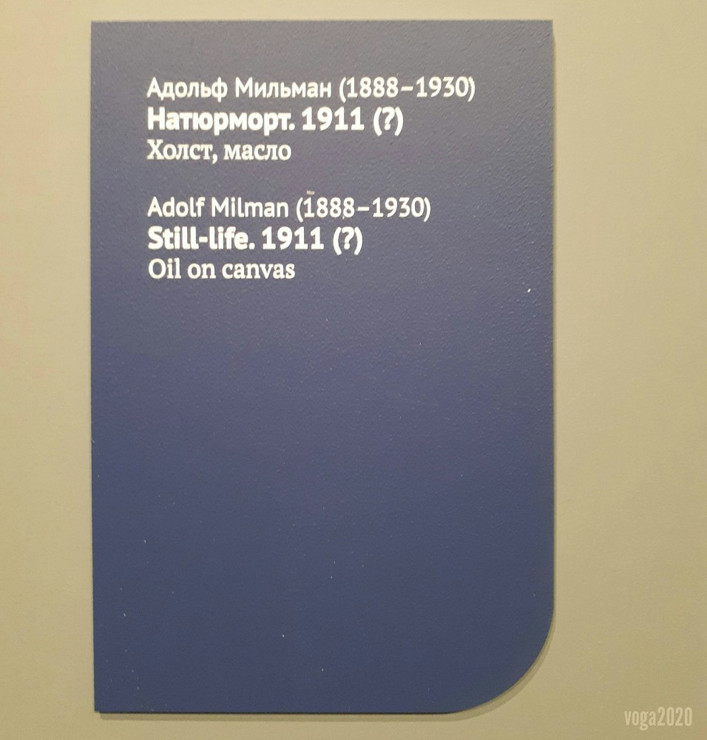 Адольф Мильман (1888–1930)
Натюрморт. 1911 (?)
Холст, масло
Adolf Milman (1888–1930)
Still-life. 1911 (?)
Oil on canvas
voga2020